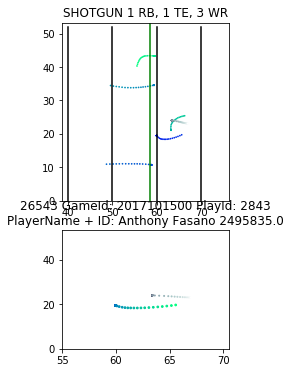 SHOTGUN 1 RB, 1 TE, 3 WR
50
40
30
20
10
0
40 50 60 70
26543 GameId: 2017101500 PlayId: 2843
PlayerName + ID: Anthony Fasano 2495835.0
40
20
0
55 60 65 70